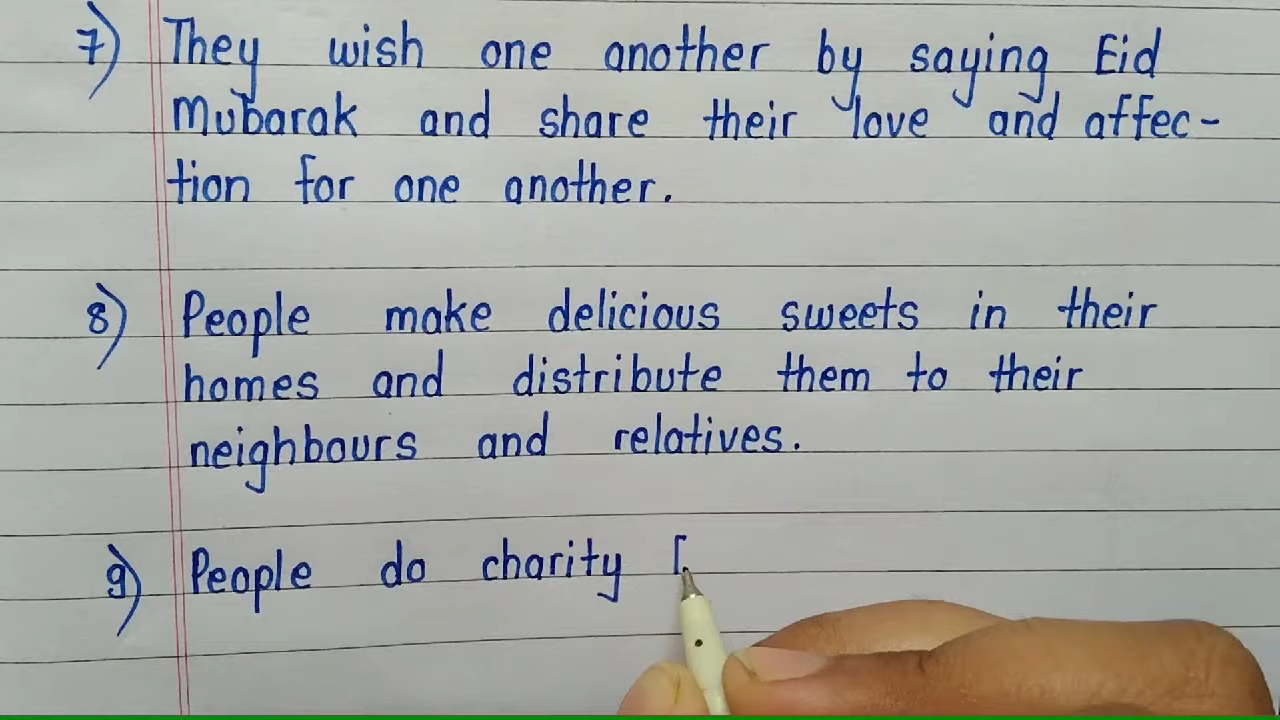 7) They wish one another by saying Eid
Mubarak and share their love and affec-
tion for one another.
8) People make delicious sweets in their
homes and distribute them to their
neighbours and relatives.
9) People do charity [